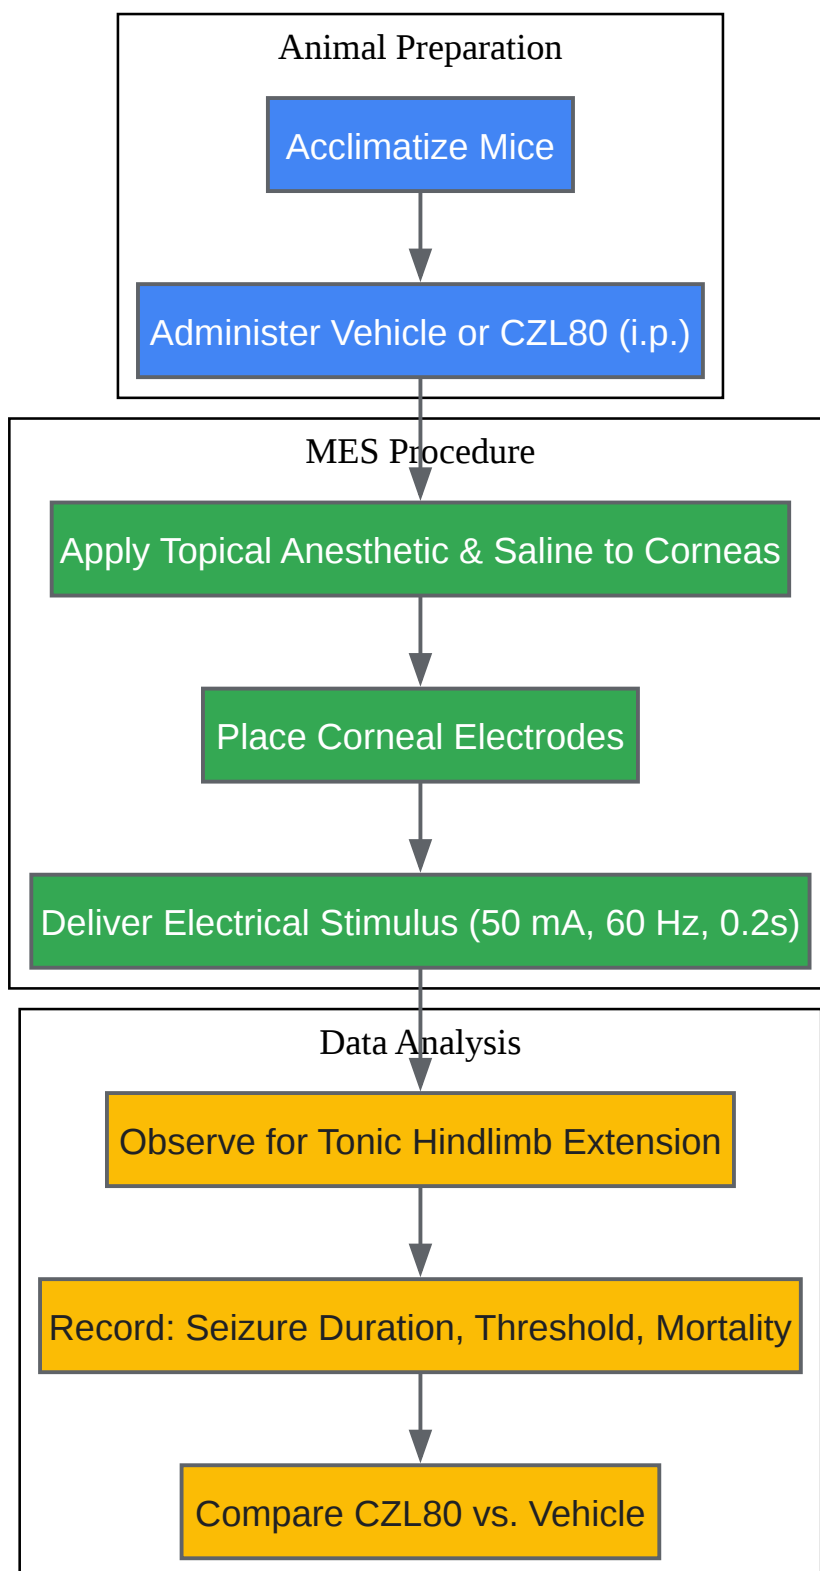 Animal Preparation
Acclimatize Mice
Administer Vehicle or CZL80 (i.p.)
MES Procedure
Apply Topical Anesthetic & Saline to Corneas
Place Corneal Electrodes
Deliver Electrical Stimulus (50 mA, 60 Hz, 0.2s)
Data Analysis
Observe for Tonic Hindlimb Extension
Record: Seizure Duration, Threshold, Mortality
Compare CZL80 vs. Vehicle